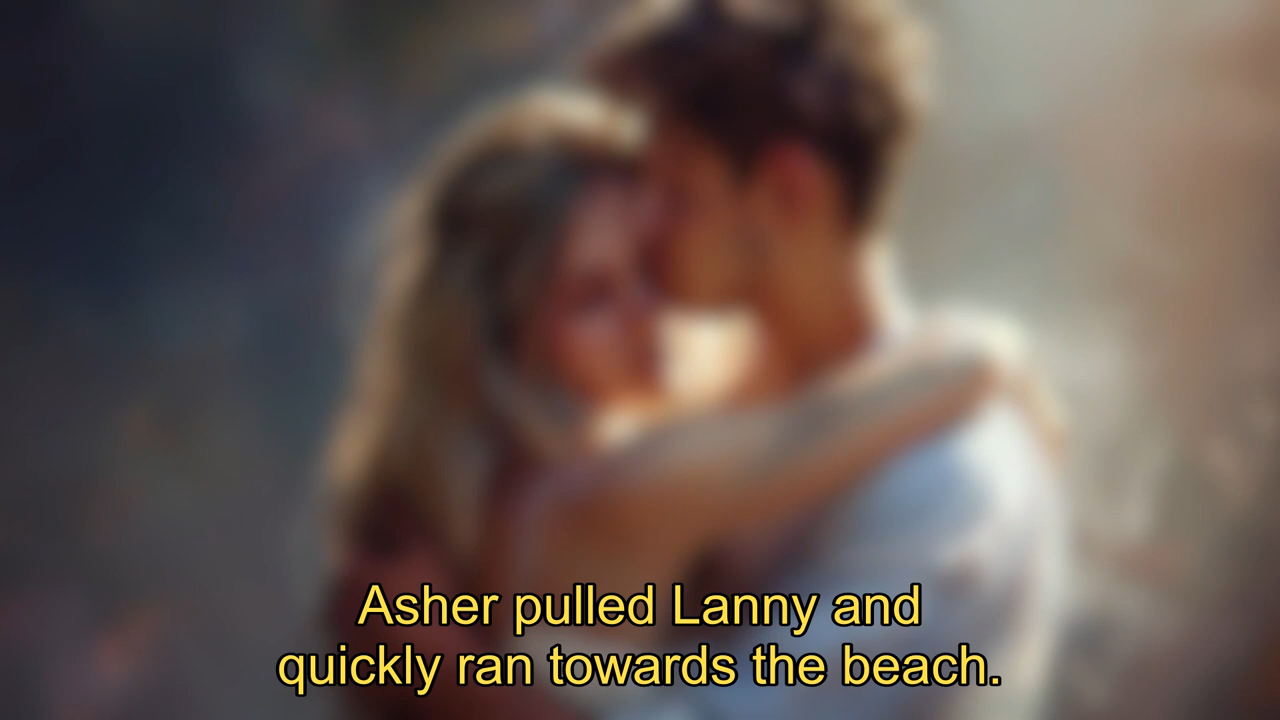 Asher pulled Lanny and
quickly ran towards the beach.